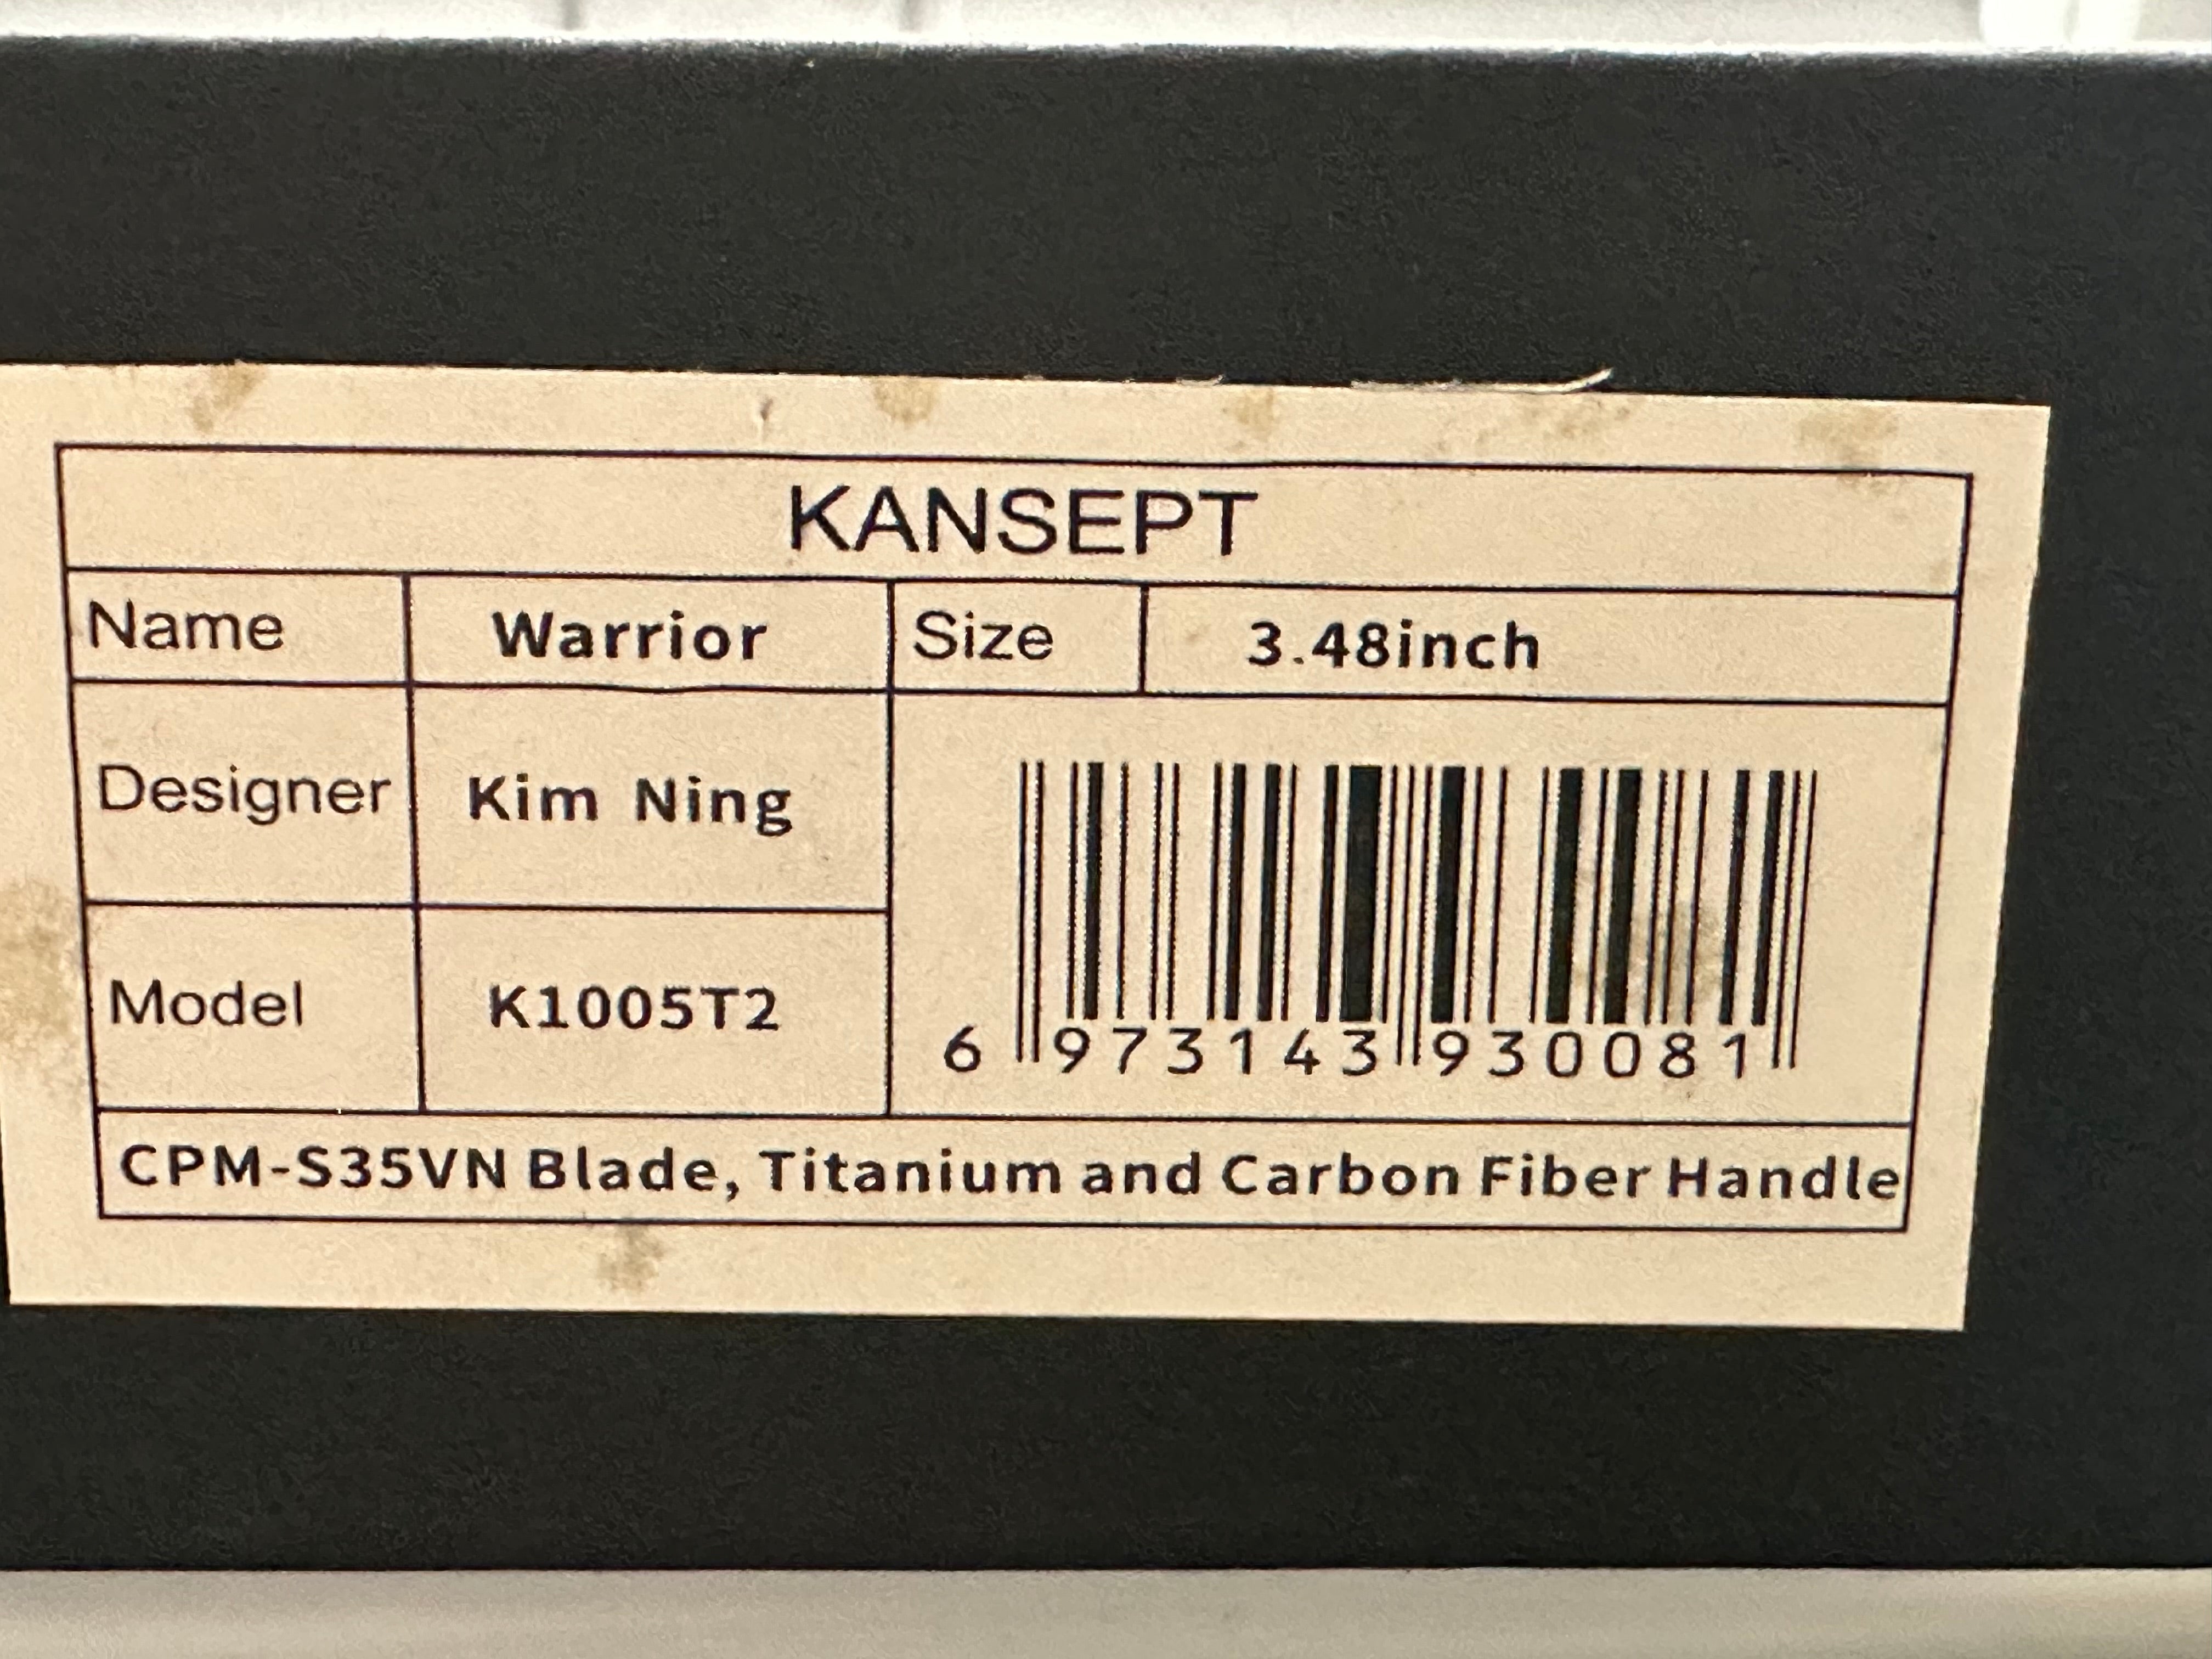 KANSEPT
Name Warrior Size 3.48inch
Designer Kim Ning
Model K1005T2
6 973143 930081
CPM-S35VN Blade, Titanium and Carbon Fiber Handle